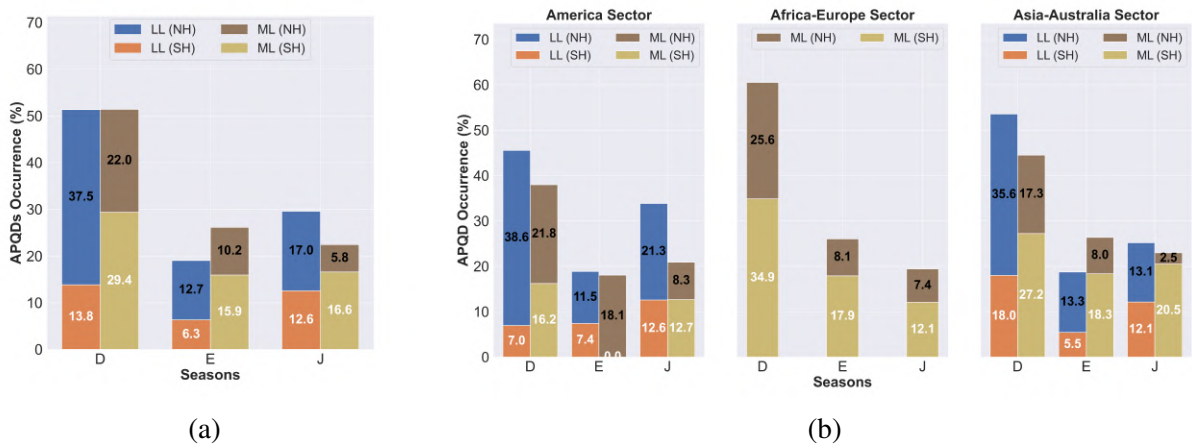 APQDs Occurrence (%)
70
60
50
40
30
20
10
0
LL (NH) ML (NH)
LL (SH) ML (SH)
37.5 22.0
13.8 29.4
12.7 10.2
6.3 15.9
17.0 5.8
12.6 16.6
D E J
Seasons
(a)
America Sector
APQD Occurrence (%)
70
60
50
40
30
20
10
0
LL (NH) ML (NH)
LL (SH) ML (SH)
38.6 21.8
7.0 16.2
11.5 18.1
7.4 0.0
21.3 8.3
12.6 12.7
D E J
Africa-Europe Sector
ML (NH) ML (SH)
25.6
34.9
8.1
17.9
7.4
12.1
D E J
Seasons
Asia-Australia Sector
LL (NH) ML (NH)
LL (SH) ML (SH)
35.6 17.3
18.0 27.2
13.3 8.0
5.5 18.3
13.1 2.5
12.1 20.5
D E J
(b)